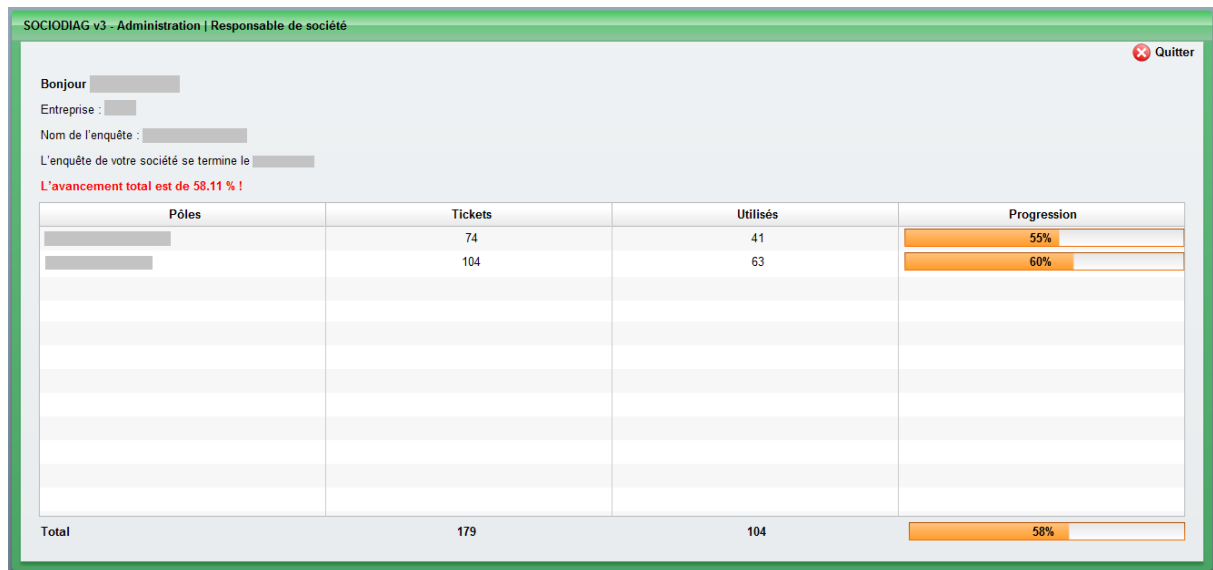 SOCIODIAG v3 - Administration | Responsable de société
Quitter
Bonjour
Entreprise :
Nom de l'enquête :
L'enquête de votre société se termine le
L'avancement total est de 58.11 % !
Pôles Tickets Utilisés Progression
74 41 55%
104 63 60%
Total 179 104 58%